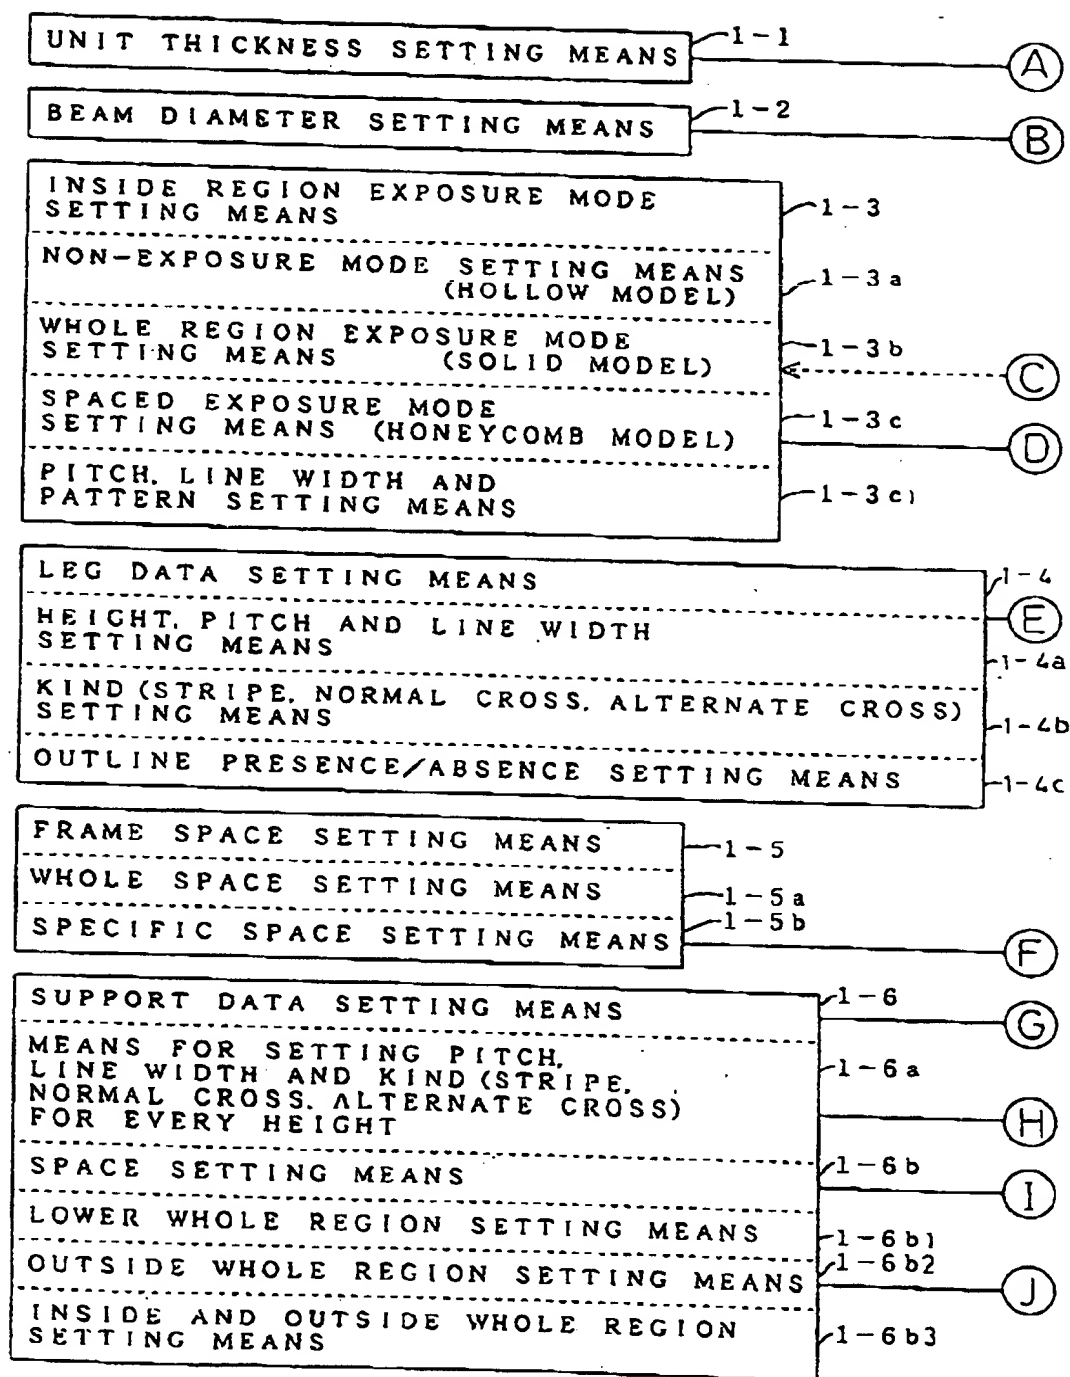 UNIT THICKNESS SETTING MEANS 1-1
A
BEAM DIAMETER SETTING MEANS 1-2
B
INSIDE REGION EXPOSURE MODE
SETTING MEANS 1-3
NON-EXPOSURE MODE SETTING MEANS
(HOLLOW MODEL) 1-3a
WHOLE REGION EXPOSURE MODE
SETTING MEANS (SOLID MODEL) 1-3b
C
SPACED EXPOSURE MODE
SETTING MEANS (HONEYCOMB MODEL) 1-3c
D
PITCH, LINE WIDTH AND
PATTERN SETTING MEANS 1-3c1
LEG DATA SETTING MEANS 1-4
E
HEIGHT, PITCH AND LINE WIDTH
SETTING MEANS 1-4a
KIND (STRIPE, NORMAL CROSS, ALTERNATE CROSS)
SETTING MEANS 1-4b
OUTLINE PRESENCE/ABSENCE SETTING MEANS 1-4c
FRAME SPACE SETTING MEANS 1-5
WHOLE SPACE SETTING MEANS 1-5a
SPECIFIC SPACE SETTING MEANS 1-5b
F
SUPPORT DATA SETTING MEANS 1-6
G
MEANS FOR SETTING PITCH,
LINE WIDTH AND KIND (STRIPE, 1-6a
NORMAL CROSS, ALTERNATE CROSS)
FOR EVERY HEIGHT
H
SPACE SETTING MEANS 1-6b
I
LOWER WHOLE REGION SETTING MEANS 1-6b1
OUTSIDE WHOLE REGION SETTING MEANS 1-6b2
J
INSIDE AND OUTSIDE WHOLE REGION
SETTING MEANS 1-6b3